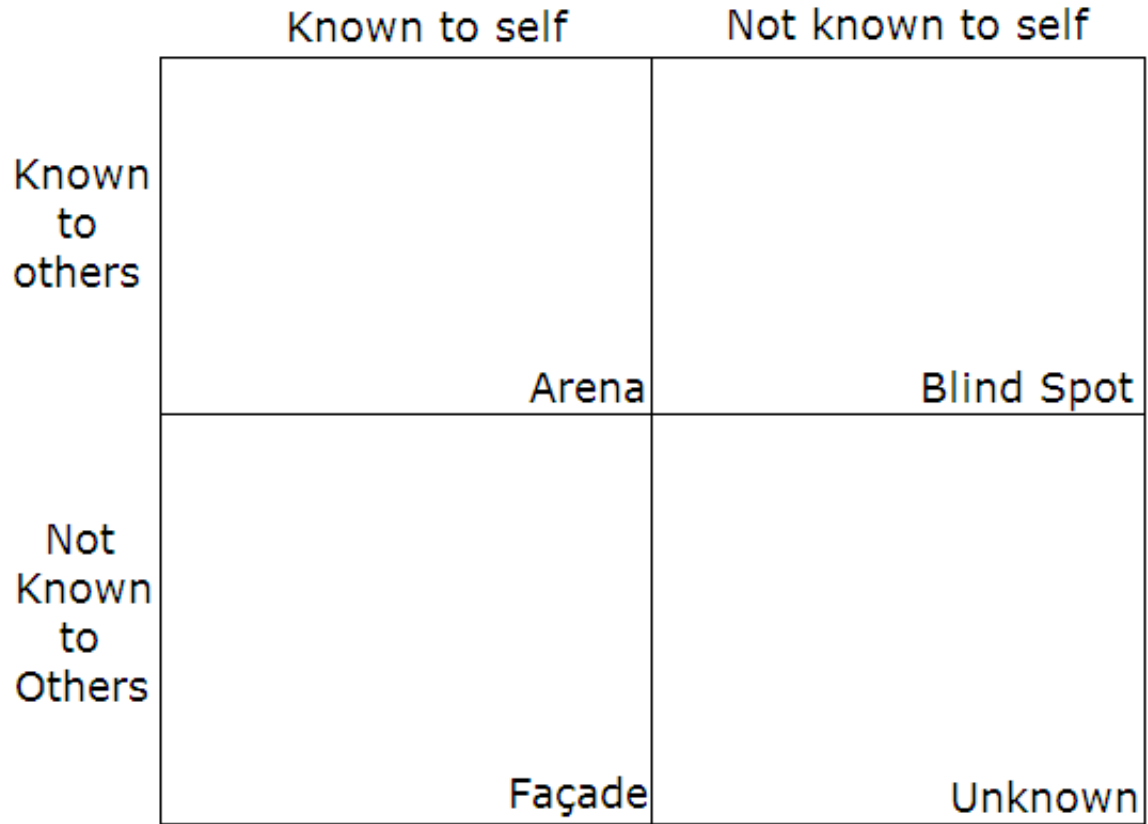 Known to self
Not known to self
Known
to
others
Arena
Blind Spot
Not
Known
to
Others
Façade
Unknown